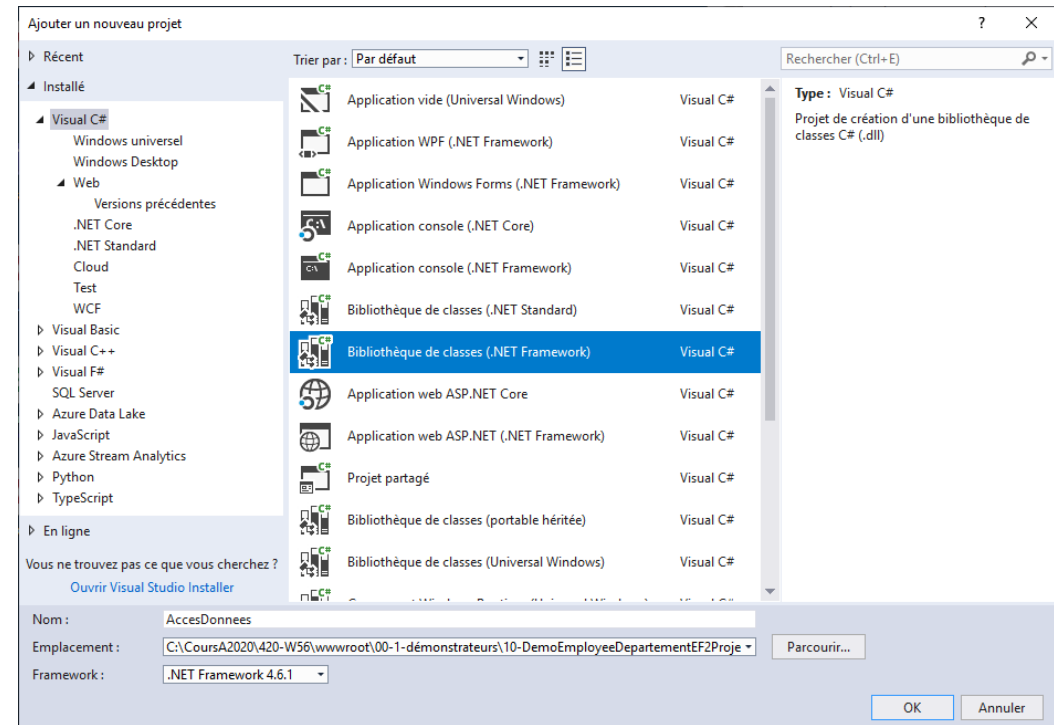 Ajouter un nouveau projet
? ×
Récent
Installé
Visual C#
Windows universel
Windows Desktop
Web
Versions précédentes
.NET Core
.NET Standard
Cloud
Test
WCF
Visual Basic
Visual C++
Visual F#
SQL Server
Azure Data Lake
JavaScript
Azure Stream Analytics
Python
TypeScript
En ligne
Vous ne trouvez pas ce que vous cherchez ?
Ouvrir Visual Studio Installer
Trier par : Par défaut
Application vide (Universal Windows) Visual C#
Application WPF (.NET Framework) Visual C#
Application Windows Forms (.NET Framework) Visual C#
Application console (.NET Core) Visual C#
Application console (.NET Framework) Visual C#
Bibliothèque de classes (.NET Standard) Visual C#
Bibliothèque de classes (.NET Framework) Visual C#
Application web ASP.NET Core Visual C#
Application web ASP.NET (.NET Framework) Visual C#
Projet partagé Visual C#
Bibliothèque de classes (portable héritée) Visual C#
Bibliothèque de classes (Universal Windows) Visual C#
Rechercher (Ctrl+E)
Type : Visual C#
Projet de création d'une bibliothèque de
classes C# (.dll)
Nom : AccesDonnees
Emplacement : C:\CoursA2020\420-W56\wwwroot\00-1-démonstrateurs\10-DemoEmployeeDepartementEF2Proje
Parcourir...
Framework : .NET Framework 4.6.1
OK Annuler